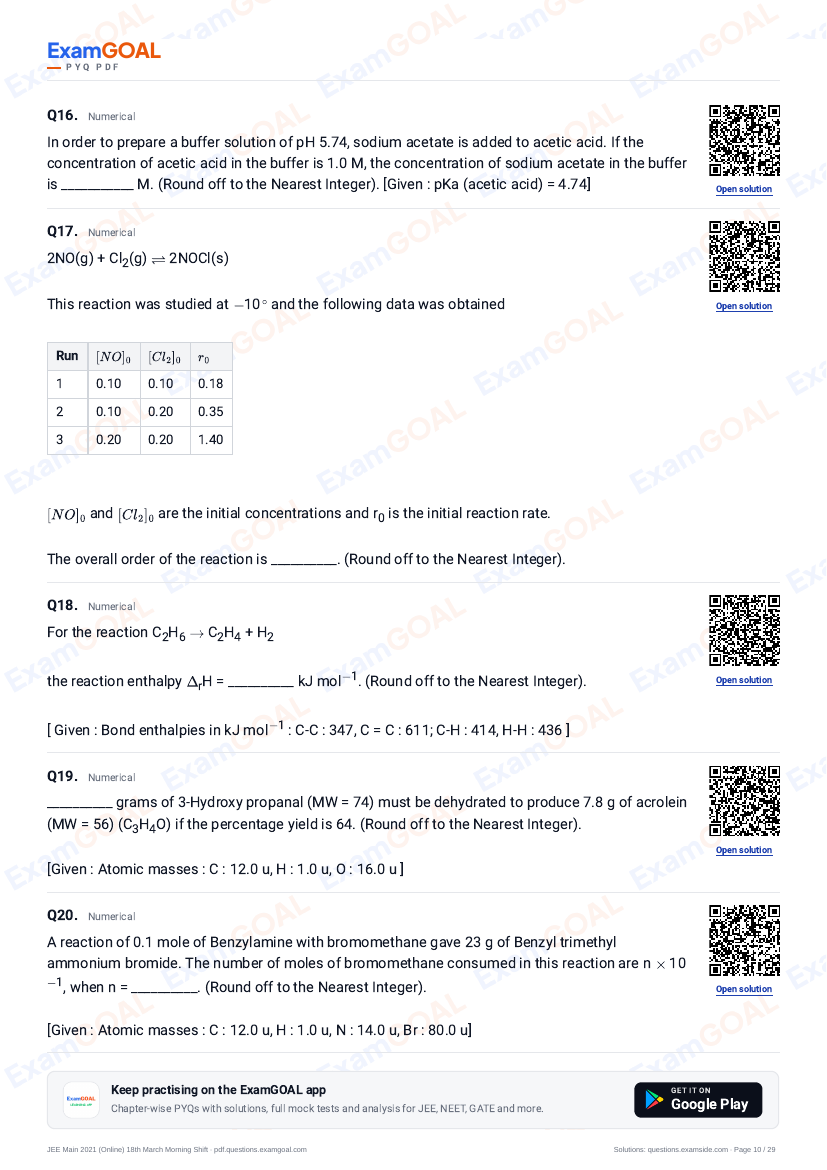 ExamGOAL
PYQ PDF
Q16. Numerical
In order to prepare a buffer solution of pH 5.74, sodium acetate is added to acetic acid. If the
concentration of acetic acid in the buffer is 1.0 M, the concentration of sodium acetate in the buffer
is ___________ M. (Round off to the Nearest Integer). [Given : pKa (acetic acid) = 4.74]
Open solution
Q17. Numerical
2NO(g) + Cl₂(g) ⇌ 2NOCl(s)
Open solution
This reaction was studied at −10° and the following data was obtained
Run [NO]₀ [Cl₂]₀ r₀
1 0.10 0.10 0.18
2 0.10 0.20 0.35
3 0.20 0.20 1.40
[NO]₀ and [Cl₂]₀ are the initial concentrations and r₀ is the initial reaction rate.
The overall order of the reaction is __________. (Round off to the Nearest Integer).
Q18. Numerical
For the reaction C₂H₆ → C₂H₄ + H₂
the reaction enthalpy ΔᵣH = __________ kJ mol⁻¹. (Round off to the Nearest Integer).
Open solution
[ Given : Bond enthalpies in kJ mol⁻¹ : C-C : 347, C = C : 611; C-H : 414, H-H : 436 ]
Q19. Numerical
__________ grams of 3-Hydroxy propanal (MW = 74) must be dehydrated to produce 7.8 g of acrolein
(MW = 56) (C₃H₄O) if the percentage yield is 64. (Round off to the Nearest Integer).
Open solution
[Given : Atomic masses : C : 12.0 u, H : 1.0 u, O : 16.0 u ]
Q20. Numerical
A reaction of 0.1 mole of Benzylamine with bromomethane gave 23 g of Benzyl trimethyl
ammonium bromide. The number of moles of bromomethane consumed in this reaction are n × 10
⁻¹, when n = __________. (Round off to the Nearest Integer).
Open solution
[Given : Atomic masses : C : 12.0 u, H : 1.0 u, N : 14.0 u, Br : 80.0 u]
Keep practising on the ExamGOAL app
Chapter-wise PYQs with solutions, full mock tests and analysis for JEE, NEET, GATE and more.
GET IT ON
Google Play
JEE Main 2021 (Online) 18th March Morning Shift · pdf.questions.examgoal.com
Solutions: questions.examside.com · Page 10 / 29